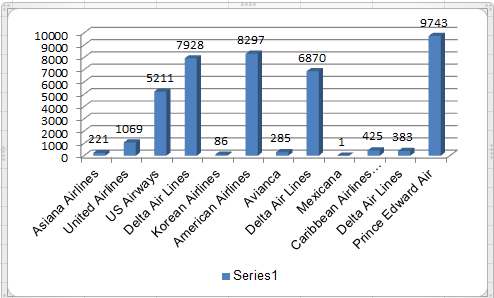 10000
9000
8000
7000
6000
5000
4000
3000
2000
1000
0
221
1069
5211
7928
86
8297
285
6870
1
425
383
9743
Asiana Airlines
United Airlines
US Airways
Delta Air Lines
Korean Airlines
American Airlines
Avianca
Delta Air Lines
Mexicana
Caribbean Airlines...
Delta Air Lines
Prince Edward Air
Series1